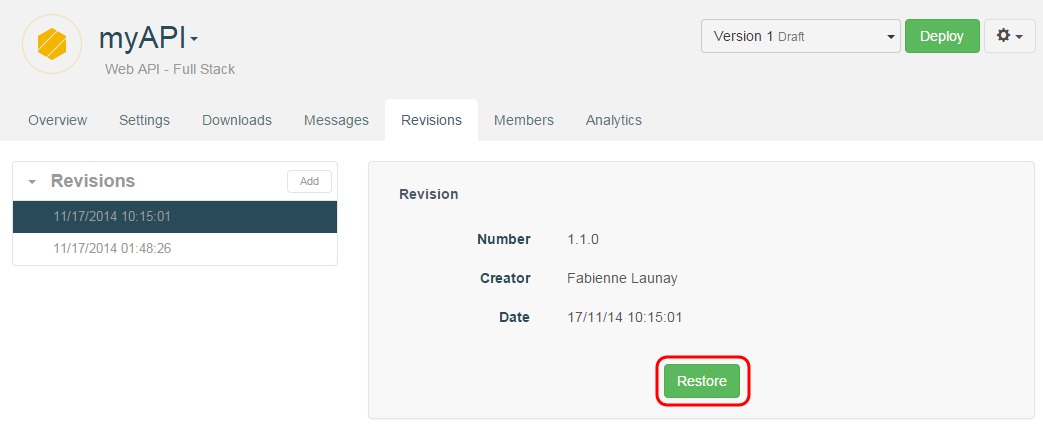 myAPI
Web API - Full Stack
Version 1 Draft
Deploy
Overview Settings Downloads Messages Revisions Members Analytics
Revisions Add
11/17/2014 10:15:01
11/17/2014 01:48:26
Revision
Number 1.1.0
Creator Fabienne Launay
Date 17/11/14 10:15:01
Restore